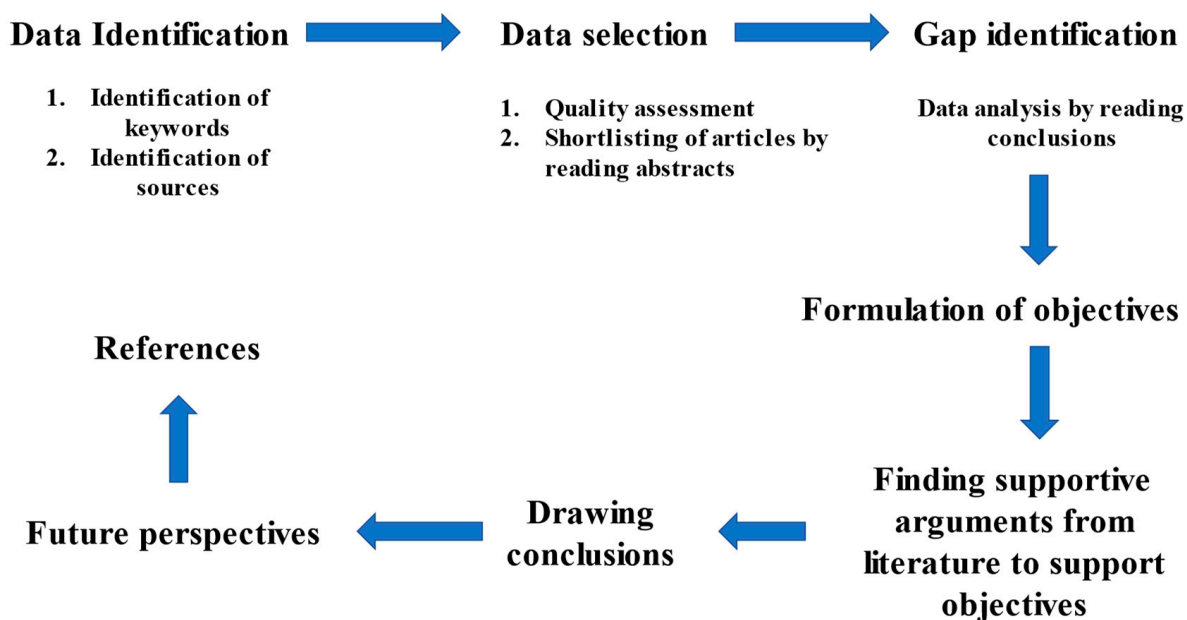 Data Identification
1. Identification of
keywords
2. Identification of
sources
Data selection
1. Quality assessment
2. Shortlisting of articles by
reading abstracts
Gap identification
Data analysis by reading
conclusions
Formulation of objectives
Finding supportive
arguments from
literature to support
objectives
Drawing
conclusions
Future perspectives
References